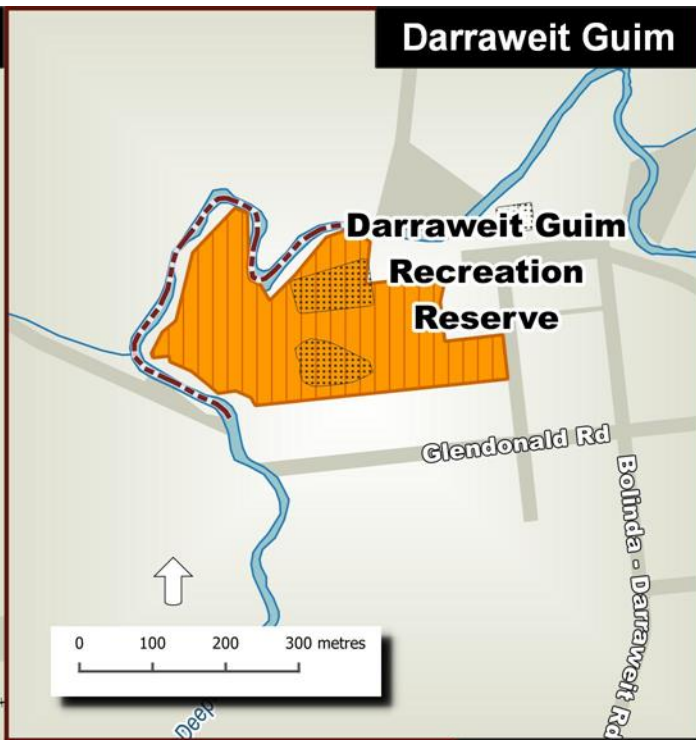 Darraweit Guim
Darraweit Guim
Recreation
Reserve
Glendonald Rd
Bolinda - Darraweit Rd
0 100 200 300 metres
Deep